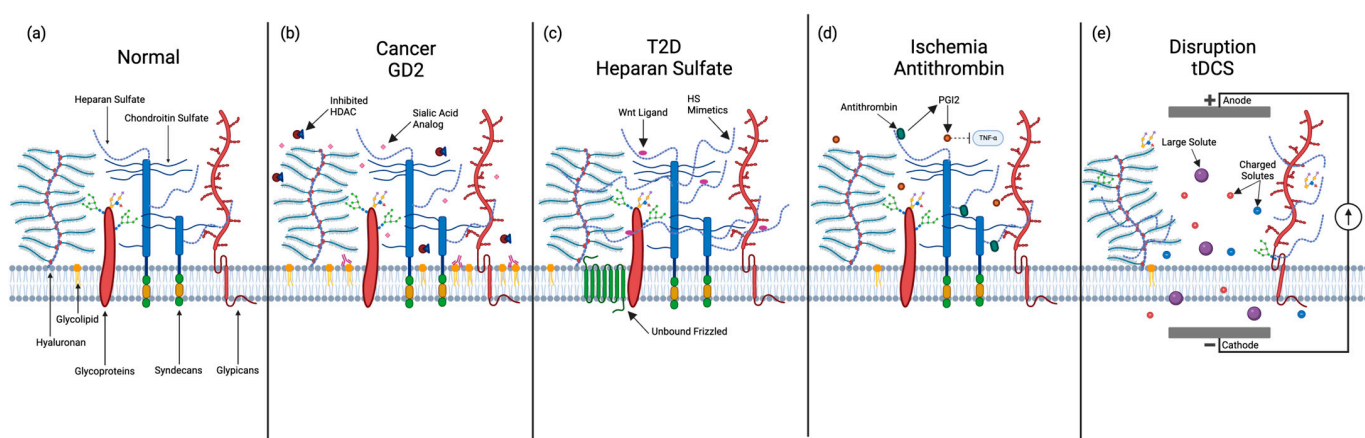 (a)
Normal
Heparan Sulfate
Chondroitin Sulfate
Glycolipid
Hyaluronan
Glycoproteins
Syndecans
Glypicans
(b)
Cancer
GD2
Inhibited
HDAC
Sialic Acid
Analog
(c)
T2D
Heparan Sulfate
Wnt Ligand
HS
Mimetics
Unbound Frizzled
(d)
Ischemia
Antithrombin
Antithrombin
PGI2
TNF-α
(e)
Disruption
tDCS
+
Anode
Large Solute
Charged
Solutes
−
Cathode